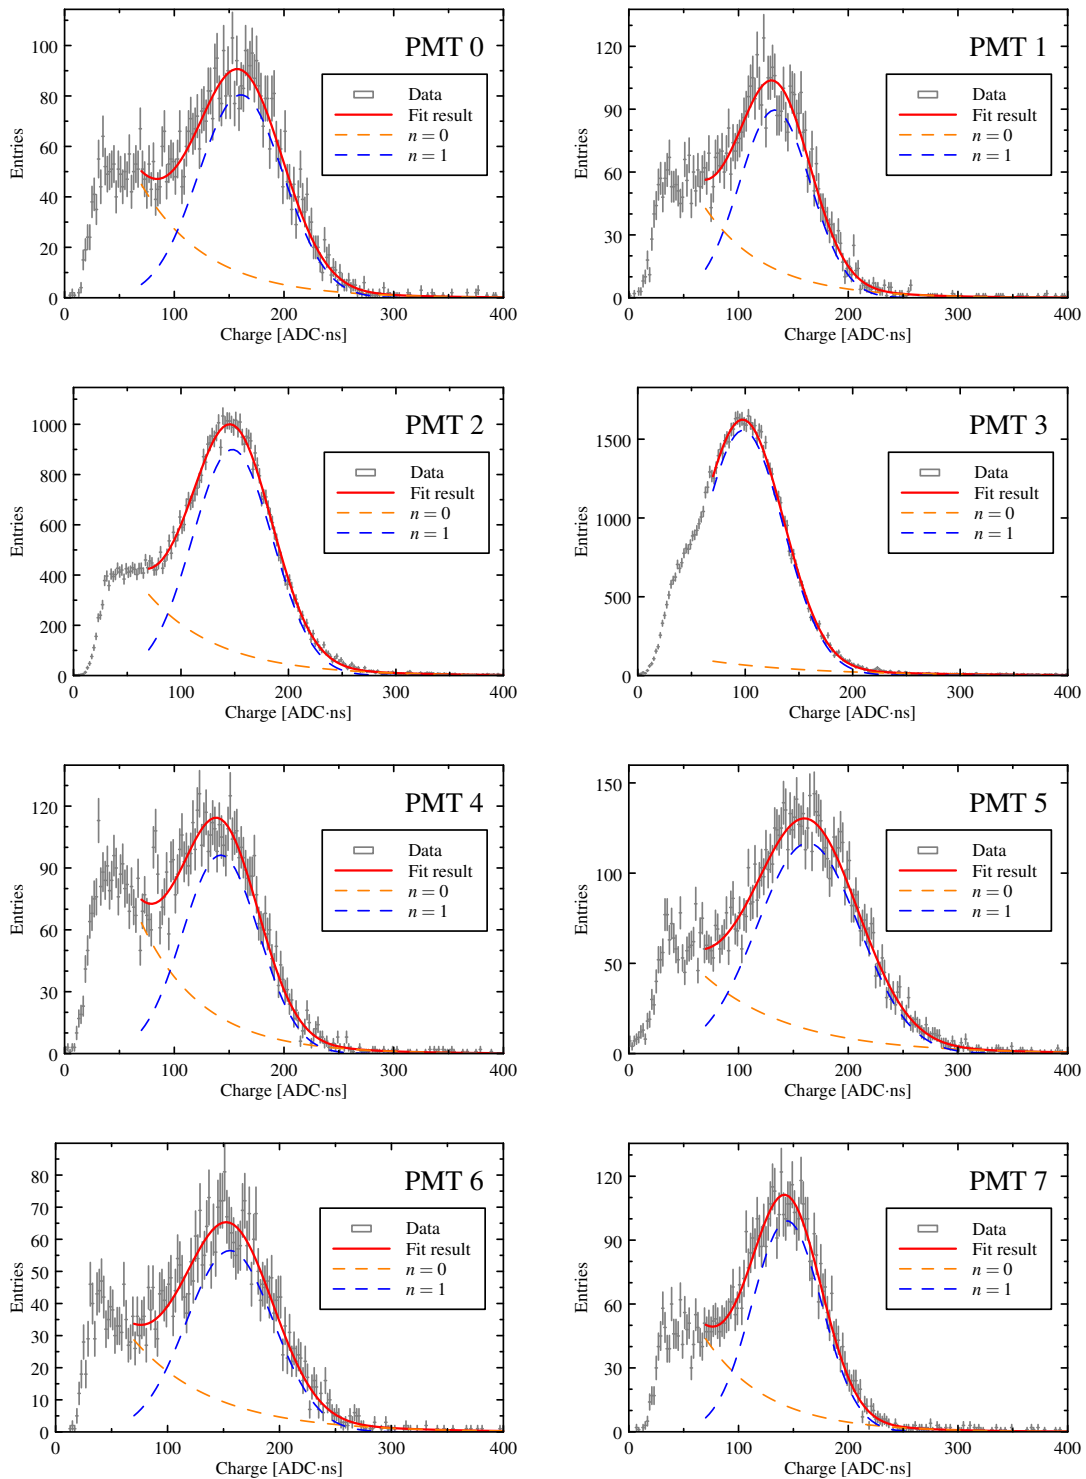 PMT 0
Entries
100
80
60
40
20
0
Data
Fit result
n = 0
n = 1
0 100 200 300 400
Charge [ADC·ns]
PMT 1
Entries
120
90
60
30
0
Data
Fit result
n = 0
n = 1
0 100 200 300 400
Charge [ADC·ns]
PMT 2
Entries
1000
800
600
400
200
0
Data
Fit result
n = 0
n = 1
0 100 200 300 400
Charge [ADC·ns]
PMT 3
Entries
1500
1000
500
0
Data
Fit result
n = 0
n = 1
0 100 200 300 400
Charge [ADC·ns]
PMT 4
Entries
120
90
60
30
0
Data
Fit result
n = 0
n = 1
0 100 200 300 400
Charge [ADC·ns]
PMT 5
Entries
150
100
50
0
Data
Fit result
n = 0
n = 1
0 100 200 300 400
Charge [ADC·ns]
PMT 6
Entries
80
70
60
50
40
30
20
10
0
Data
Fit result
n = 0
n = 1
0 100 200 300 400
Charge [ADC·ns]
PMT 7
Entries
120
90
60
30
0
Data
Fit result
n = 0
n = 1
0 100 200 300 400
Charge [ADC·ns]